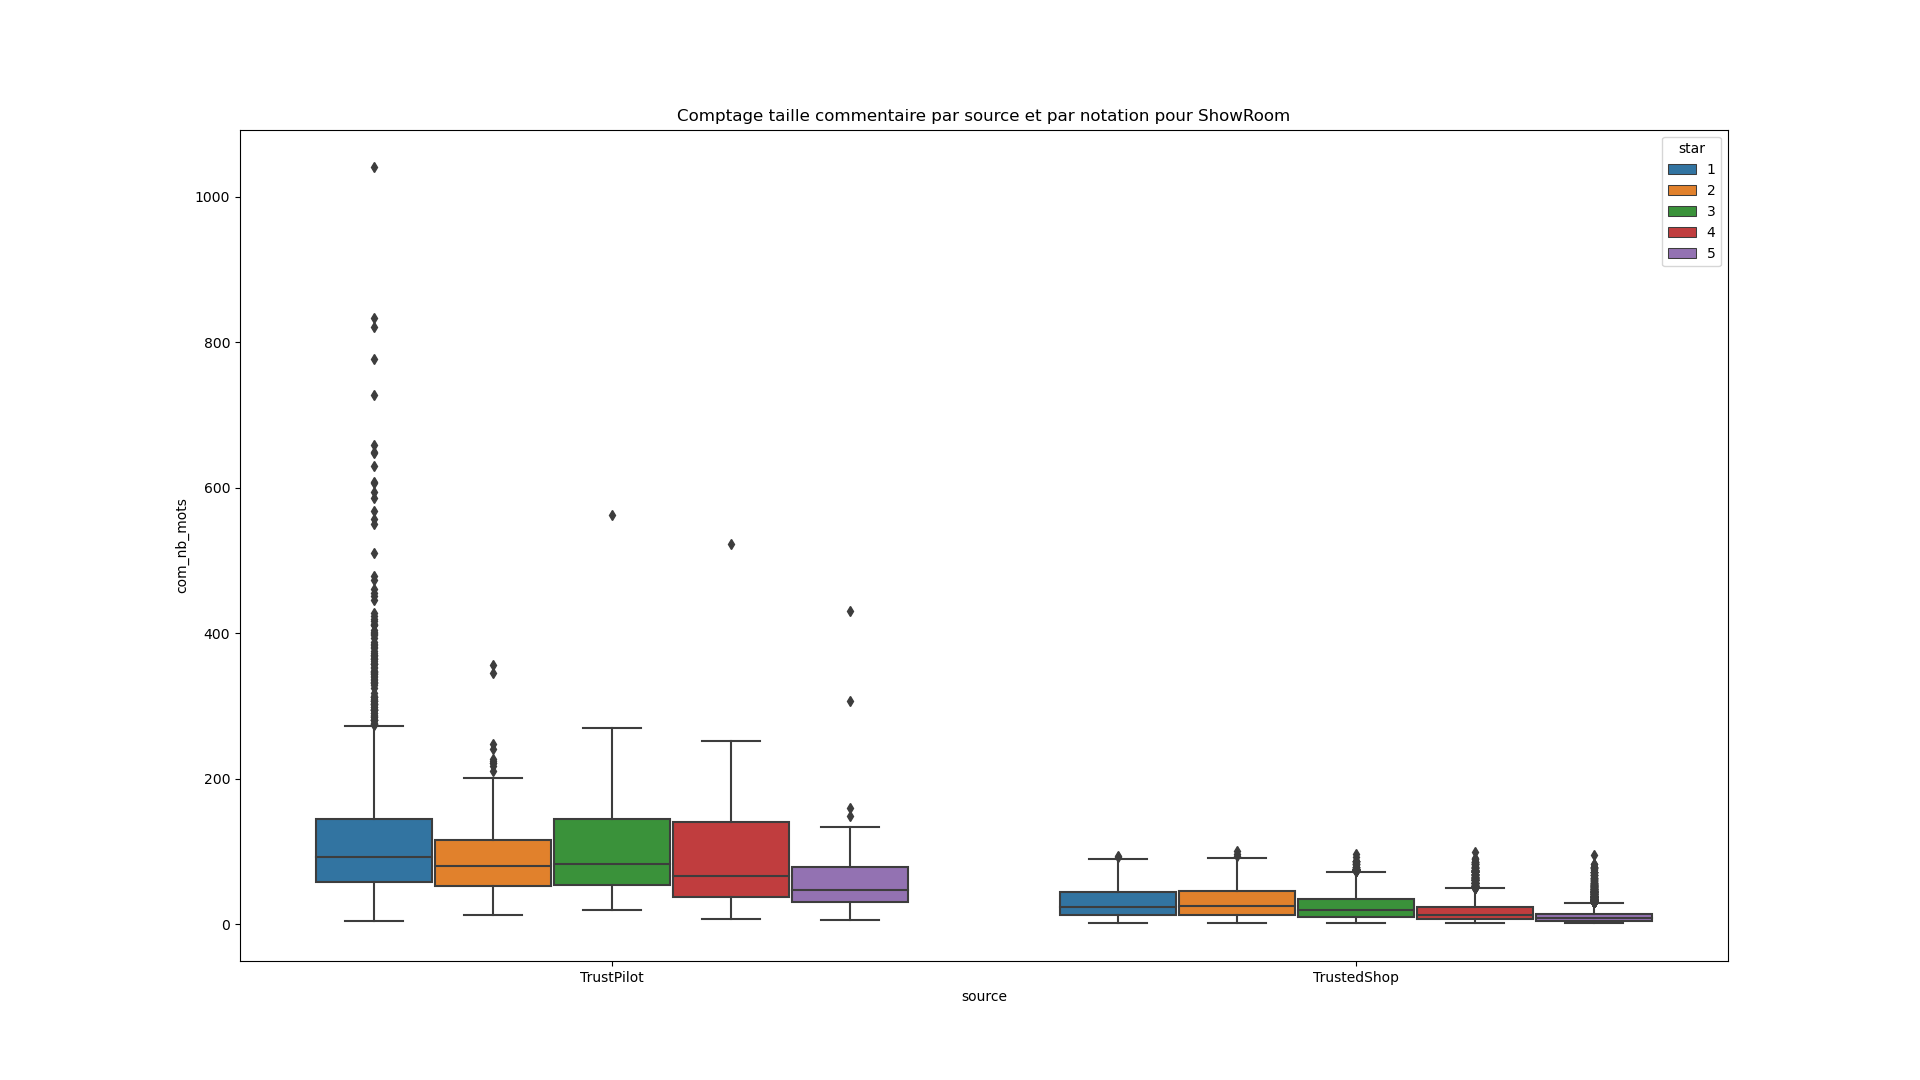 Comptage taille commentaire par source et par notation pour ShowRoom
star
1
2
3
4
5
com_nb_mots
1000
800
600
400
200
0
TrustPilot
TrustedShop
source